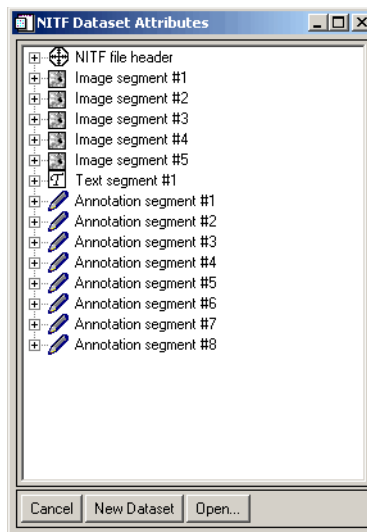 NITF Dataset Attributes
NITF file header
Image segment #1
Image segment #2
Image segment #3
Image segment #4
Image segment #5
Text segment #1
Annotation segment #1
Annotation segment #2
Annotation segment #3
Annotation segment #4
Annotation segment #5
Annotation segment #6
Annotation segment #7
Annotation segment #8
Cancel New Dataset Open...